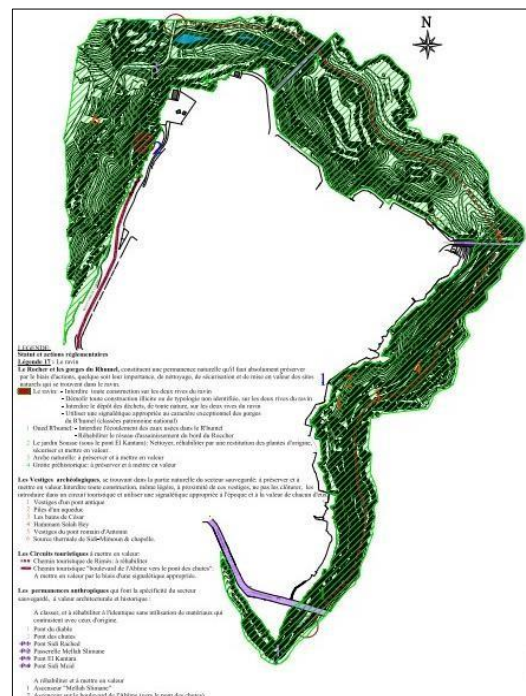 N
LEGENDE:
Statut et actions réglementaires
Légende 17 : Le ravin
Le Rocher et les gorges du Rhumel, constituent une permanence naturelle qu'il faut absolument préserver
par le biais d'actions, quelque soit leur importance, de nettoyage, de sécurisation et de mise en valeur des sites
naturels qui se trouvent dans le ravin.
Le ravin: - Interdire toute construction sur les deux rives du ravin
- Démolir toute construction illicite ou de typologie non identifiée, sur les deux rives du ravin
- Interdire le dépôt des déchets, de toute nature, sur les deux rives du ravin
- Utiliser une signalétique appropriée au caractère exceptionnel des gorges
du R'humel (classées patrimoine national)
1 Oued R'humel: - Interdire l'écoulement des eaux usées dans le R'humel
- Réhabiliter le réseau d'assainissement du bord du Rocher
2 Le jardin Sousse (sous le pont El Kantara): Nettoyer, réhabiliter par une restitution des plantes d'origine,
sécuriser et mettre en valeur.
3 Arche naturelle: à préserver et à mettre en valeur
4 Grotte préhistorique: à préserver et à mettre en valeur
Les Vestiges archéologiques, se trouvant dans la partie naturelle du secteur sauvegardé, à préserver et à
mettre en valeur. Interdire toute construction, même légère, à proximité de ces vestiges, ne pas les clôturer, les
introduire dans un circuit touristique et utiliser une signalétique appropriée à l'époque et à la valeur de chacun d'eux
1 Vestiges d'un pont antique
2 Piles d'un aqueduc
3 Les bains de César
4 Hammam Salah Bey
5 Vestiges du pont romain d'Antonin
6 Source thermale de Sidi-Mimoun & chapelle.
Les Circuits touristiques à mettre en valeur:
Chemin touristique de Rimès: à réhabiliter
Chemin touristique "boulevard de l'Abîme vers le pont des chutes".
A mettre en valeur par le biais d'une signalétique appropriée.
Les permanences anthropiques qui font la spécificité du secteur
sauvegardé, à valeur architecturale et historique :
A classer, et à réhabiliter à l'identique sans utilisation de matériaux qui
contrastent avec ceux d'origine.
1 Pont du diable
2 Pont des chutes
Pont Sidi Rached
Passerelle Mellah Slimane
Pont El Kantara
Pont Sidi Mcid
A réhabiliter et à mettre en valeur
1 Ascenseur "Mellah Slimane"
1
1